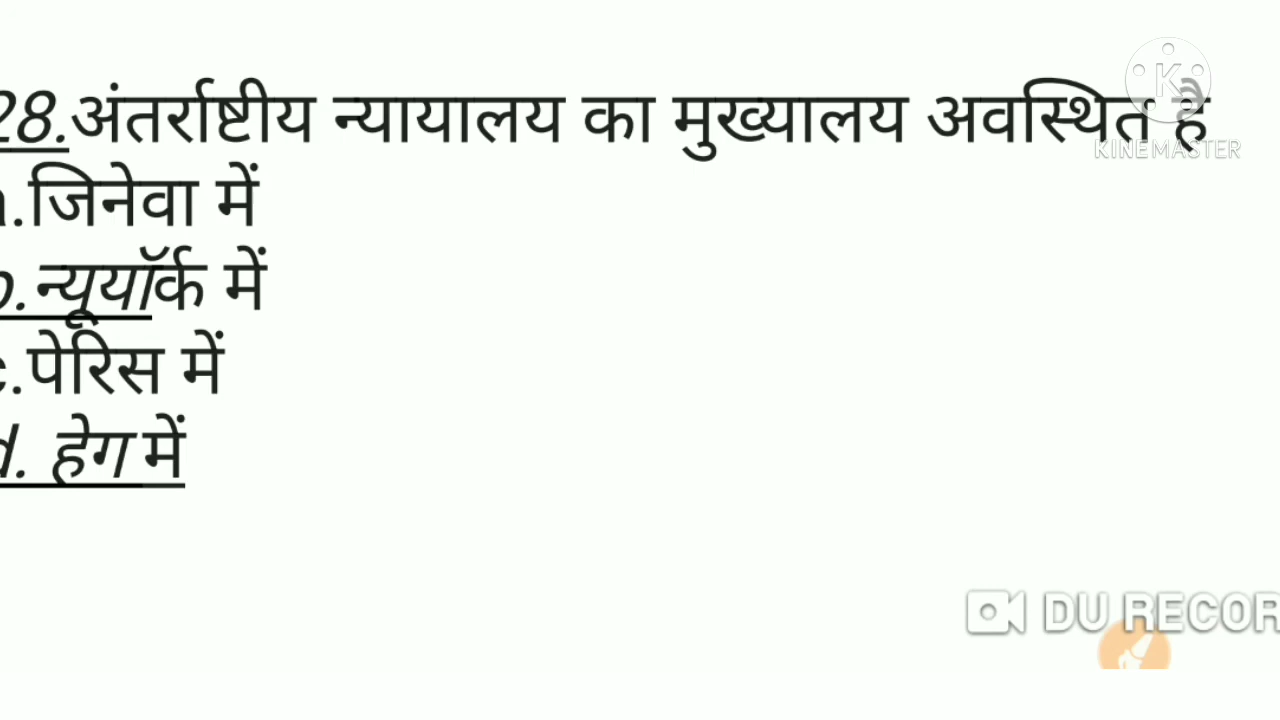 28.अंतर्राष्टीय न्यायालय का मुख्यालय अवस्थित है
KINEMASTER
.जिनेवा में
b.न्यूयॉर्क में
c.पेरिस में
d. हेग में
DU RECOR